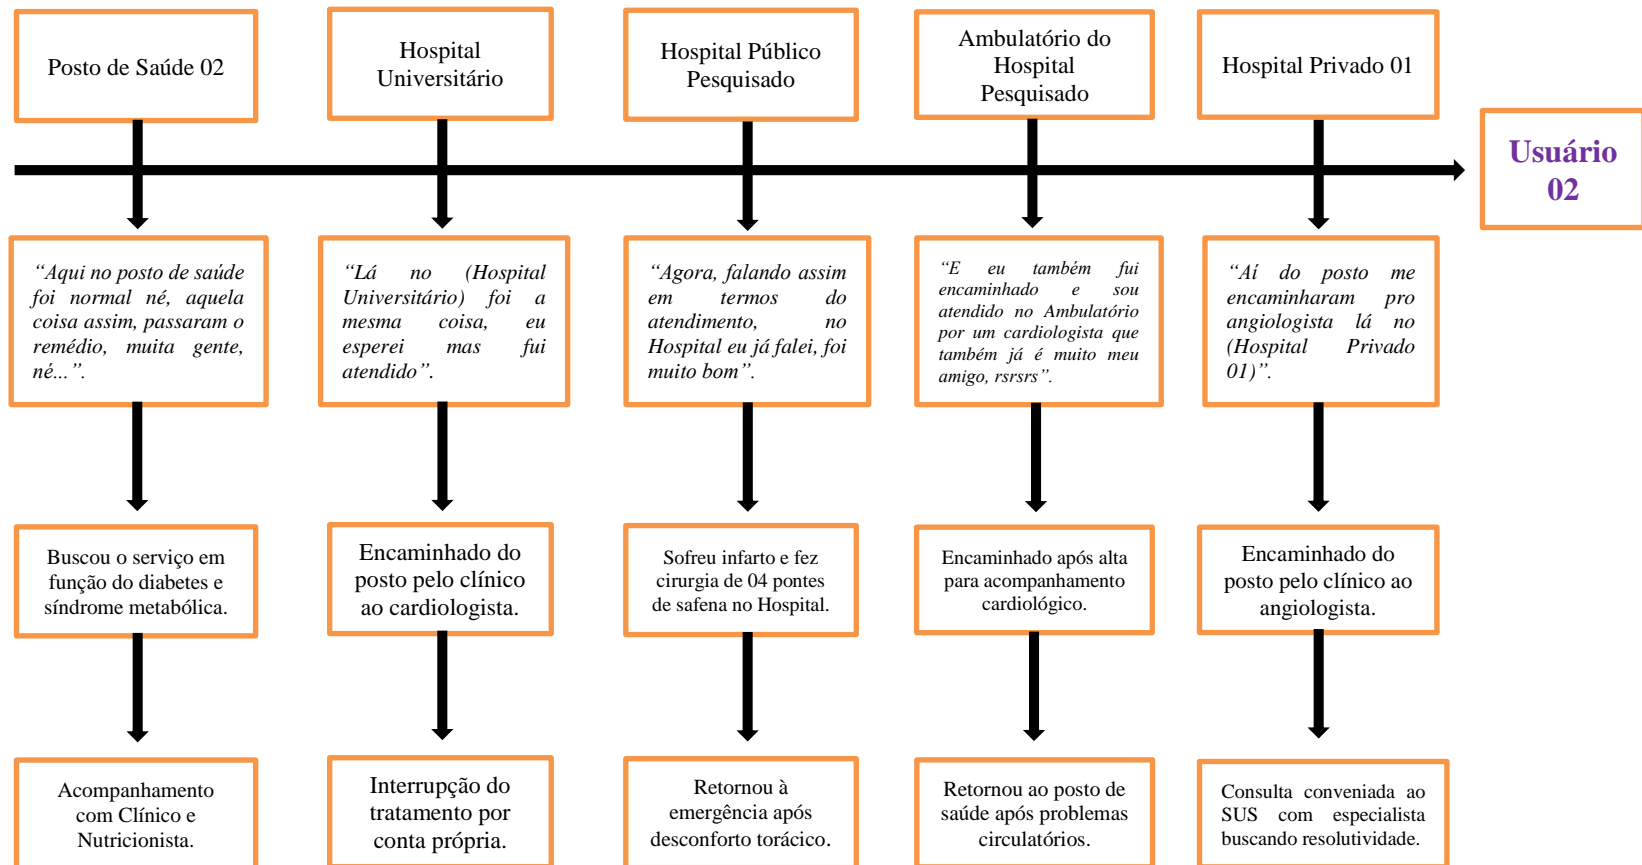 Posto de Saúde 02
Hospital
Universitário
Hospital Público
Pesquisado
Ambulatório do
Hospital
Pesquisado
Hospital Privado 01
Usuário
02
“Aqui no posto de saúde
foi normal né, aquela
coisa assim, passaram o
remédio, muita gente,
né...”.
“Lá no (Hospital
Universitário) foi a
mesma coisa, eu
esperei mas fui
atendido”.
“Agora, falando assim
em termos do
atendimento, no
Hospital eu já falei, foi
muito bom”.
“E eu também fui
encaminhado e sou
atendido no Ambulatório
por um cardiologista que
também já é muito meu
amigo, rsrsrs”.
“Aí do posto me
encaminharam pro
angiologista lá no
(Hospital Privado
01)”.
Buscou o serviço em
função do diabetes e
síndrome metabólica.
Encaminhado do
posto pelo clínico
ao cardiologista.
Sofreu infarto e fez
cirurgia de 04 pontes
de safena no Hospital.
Encaminhado após alta
para acompanhamento
cardiológico.
Encaminhado do
posto pelo clínico ao
angiologista.
Acompanhamento
com Clínico e
Nutricionista.
Interrupção do
tratamento por
conta própria.
Retornou à
emergência após
desconforto torácico.
Retornou ao posto de
saúde após problemas
circulatórios.
Consulta conveniada ao
SUS com especialista
buscando resolutividade.